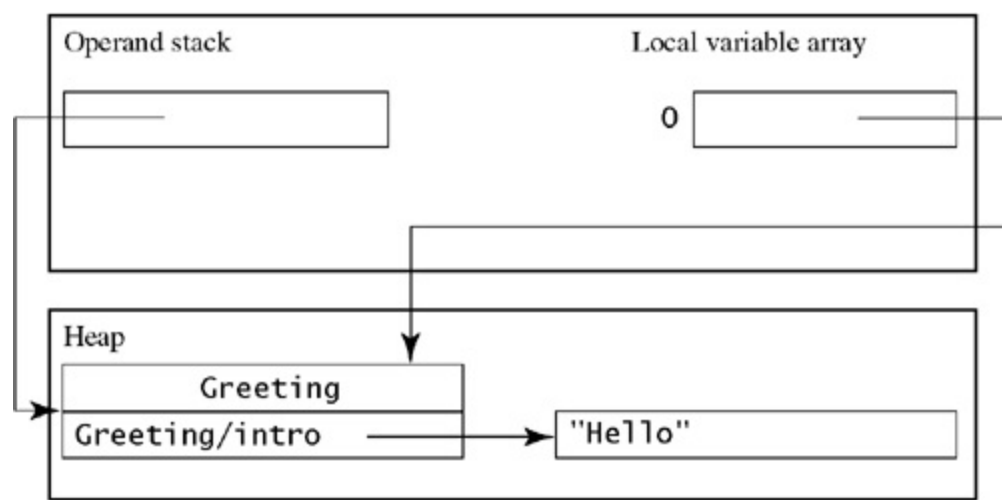 Operand stack
Local variable array
0
Heap
Greeting
Greeting/intro
"Hello"